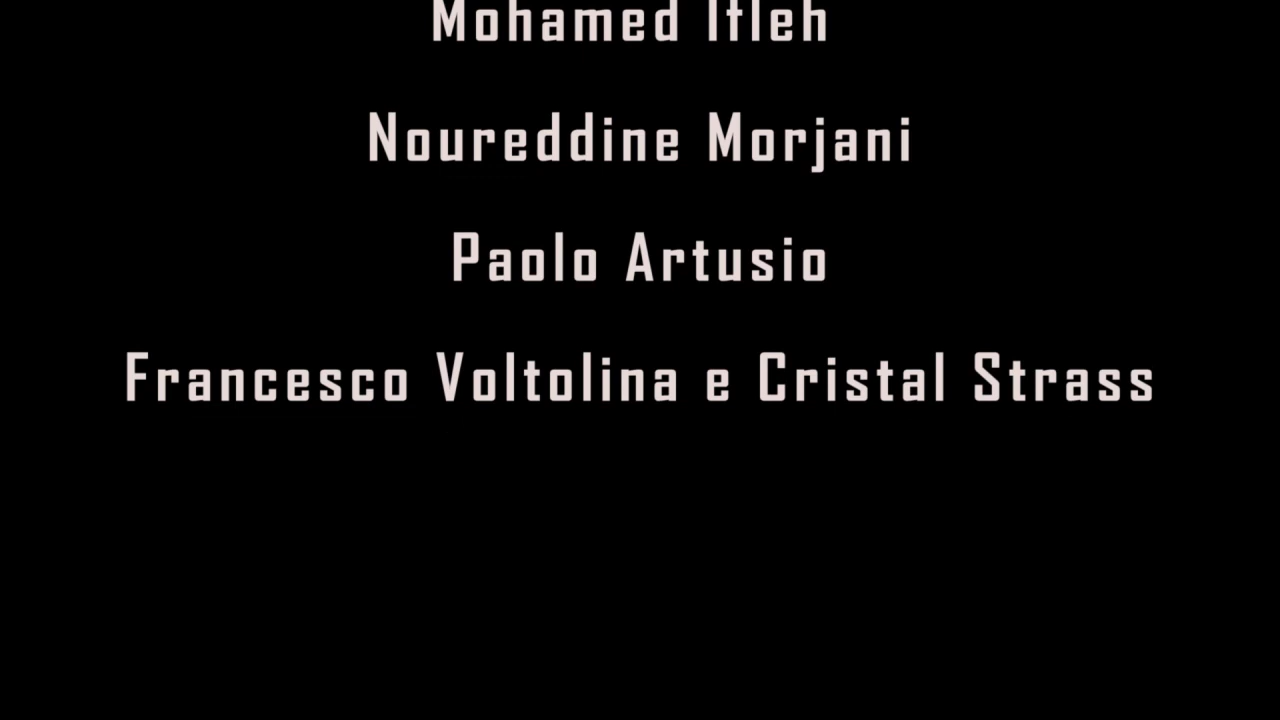 Mohamed Ifleh
Noureddine Morjani
Paolo Artusio
Francesco Voltolina e Cristal Strass